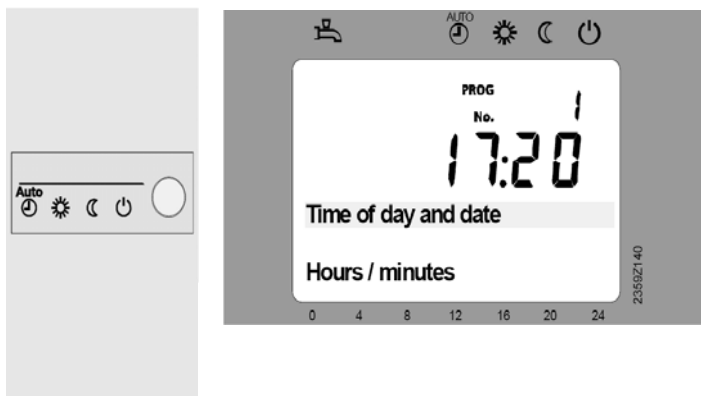 Auto
AUTO
PROG 1
No.
17:20
Time of day and date
Hours / minutes
0 4 8 12 16 20 24
2359Z140